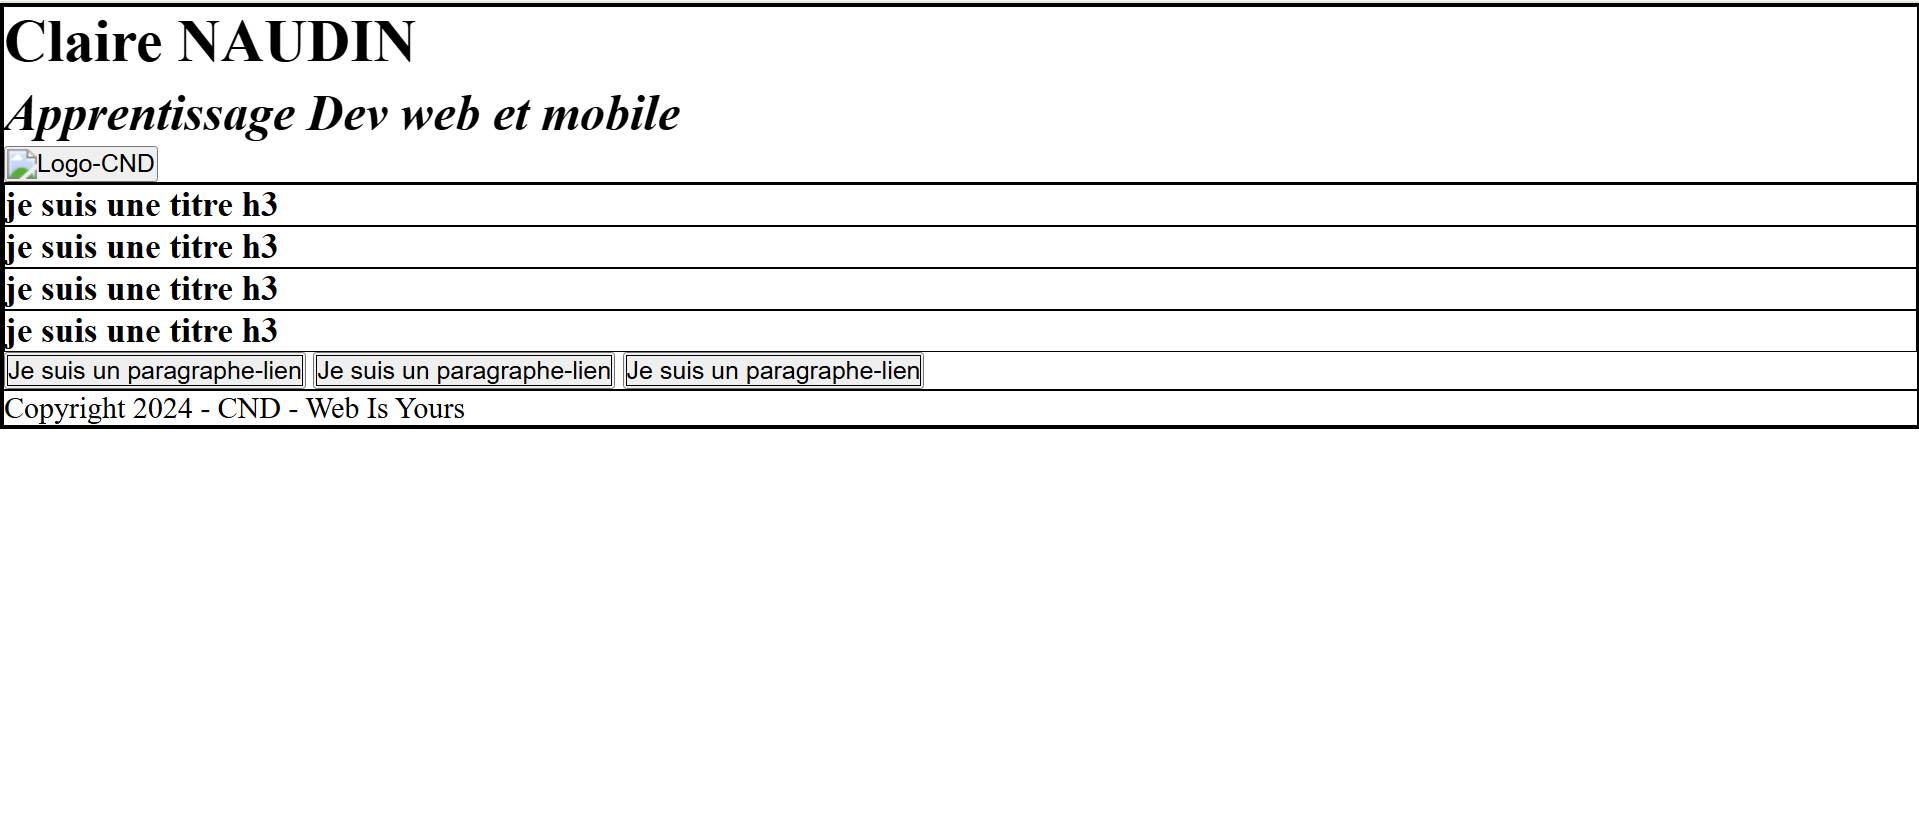 Claire NAUDIN
Apprentissage Dev web et mobile
Logo-CND
je suis une titre h3
je suis une titre h3
je suis une titre h3
je suis une titre h3
Je suis un paragraphe-lien Je suis un paragraphe-lien Je suis un paragraphe-lien
Copyright 2024 - CND - Web Is Yours